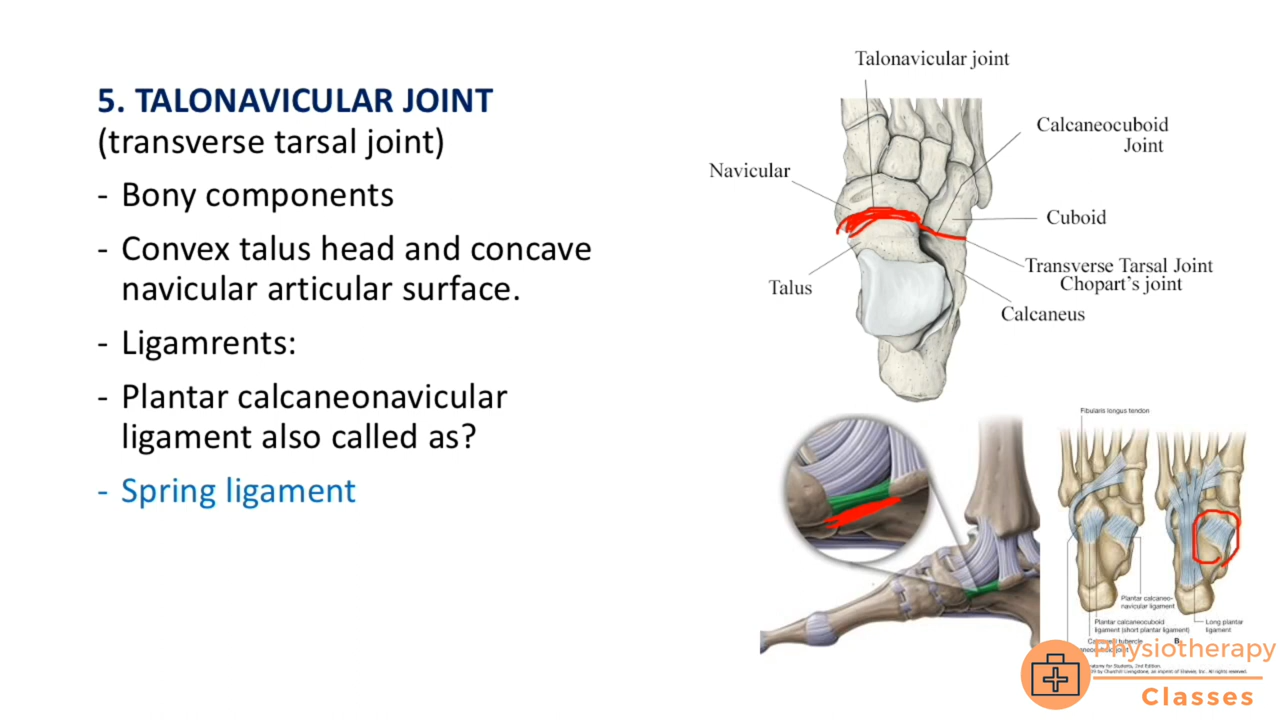 5. TALONAVICULAR JOINT
(transverse tarsal joint)
- Bony components
- Convex talus head and concave
navicular articular surface.
- Ligamrents:
- Plantar calcaneonavicular
ligament also called as?
- Spring ligament
Talonavicular joint
Calcaneocuboid
Joint
Navicular
Cuboid
Transverse Tarsal Joint
Chopart's joint
Talus
Calcaneus
Fibularis longus tendon
Plantar calcaneo-
navicular ligament
Plantar calcaneocuboid
ligament (short plantar ligament)
Long plantar
ligament
B
Physiotherapy
Classes